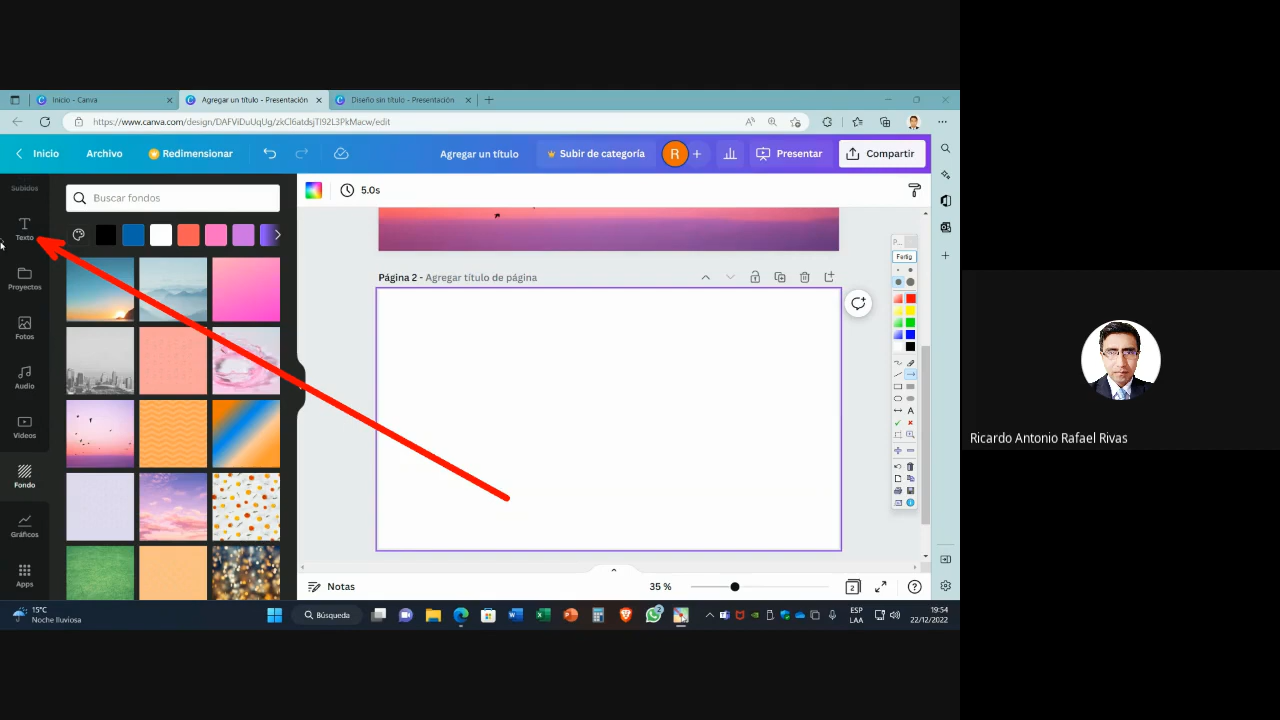 Inicio - Canva
Agregar un título - Presentación
Diseño sin título - Presentación
https://www.canva.com/design/DAFViDuUqUg/zkCl6atdsjTI92L3PkMacw/edit
Inicio
Archivo
Redimensionar
Agregar un título
Subir de categoría
R
Presentar
Compartir
Subidos
Buscar fondos
5.0s
Texto
Proyectos
Fotos
Audio
Videos
Fondo
Gráficos
Apps
Página 2 - Agregar título de página
P...
Fertig
A
Notas
35 %
2
15°C
Noche lluviosa
Búsqueda
2
ESP
LAA
19:54
22/12/2022
Ricardo Antonio Rafael Rivas